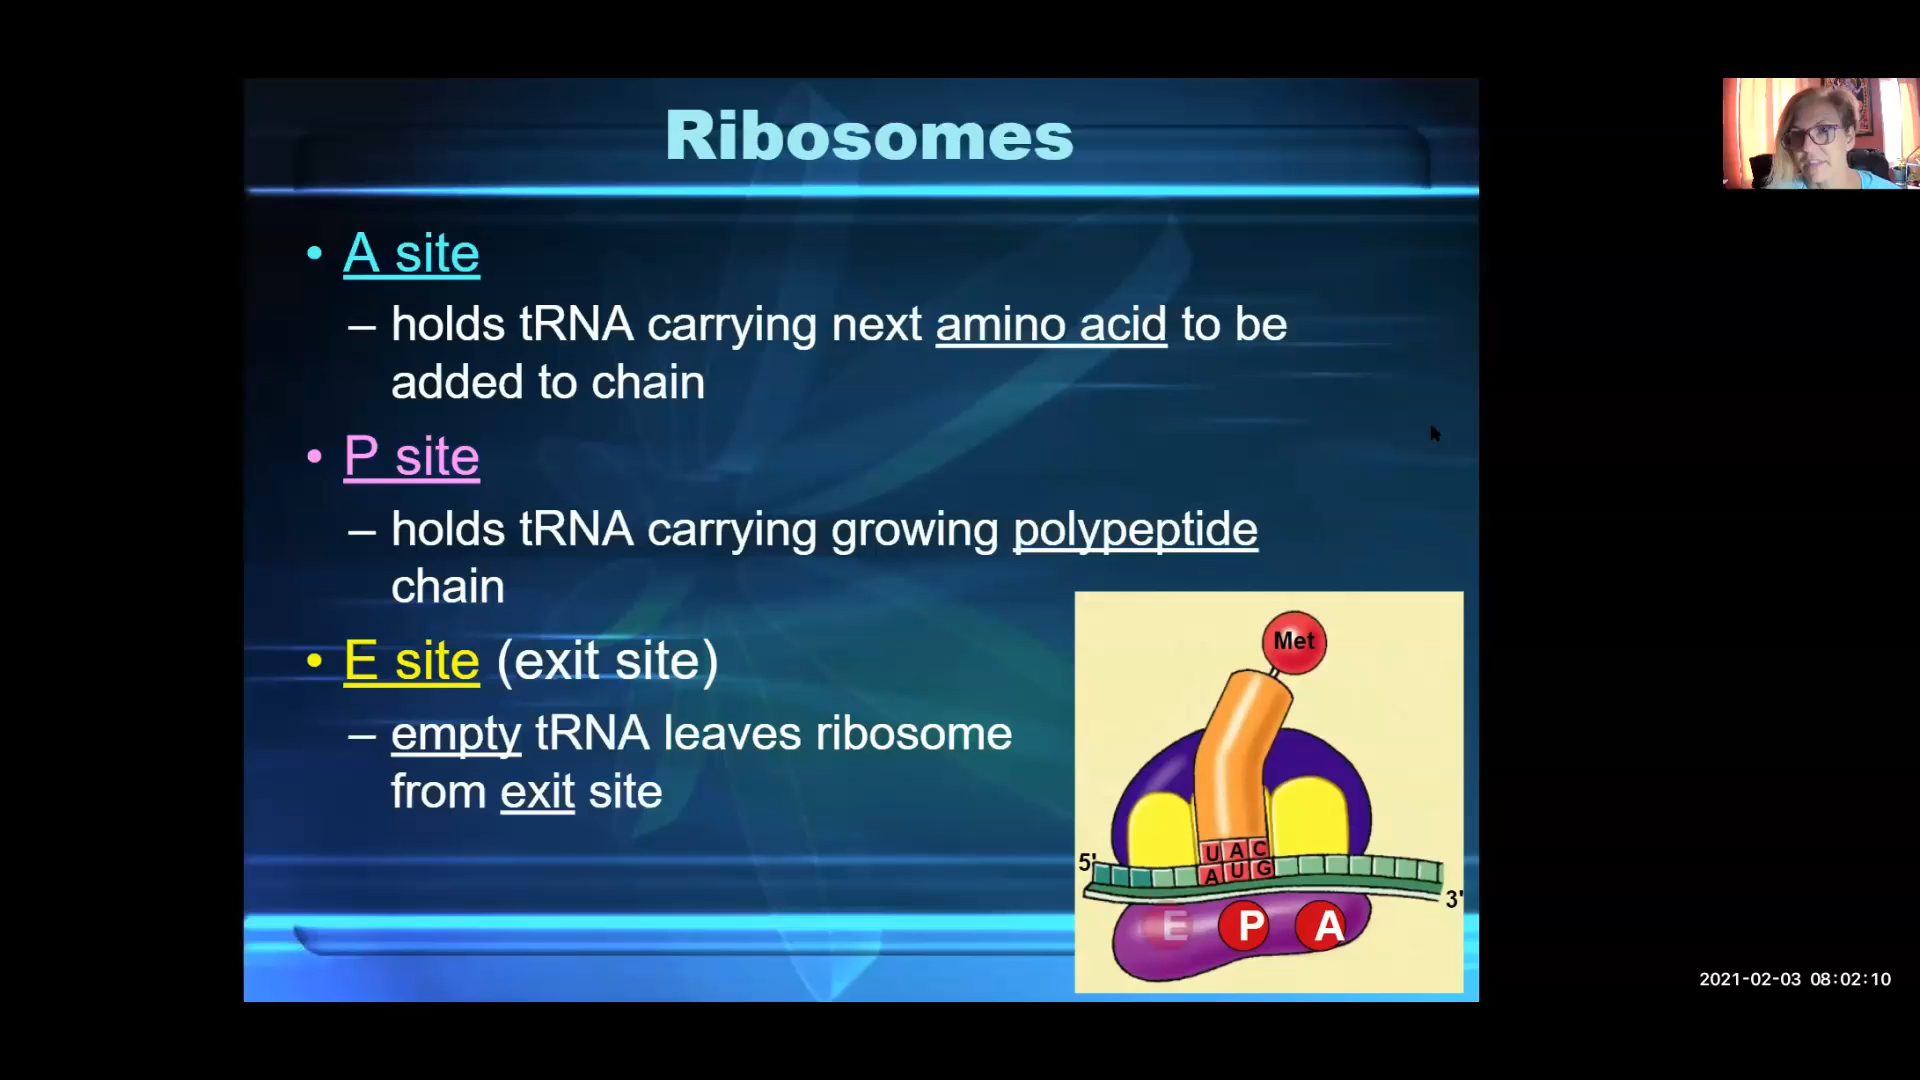 Ribosomes
• A site
– holds tRNA carrying next amino acid to be
added to chain
• P site
– holds tRNA carrying growing polypeptide
chain
• E site (exit site)
– empty tRNA leaves ribosome
from exit site
Met
5'
UAC
AUG
3'
E P A
2021-02-03 08:02:10